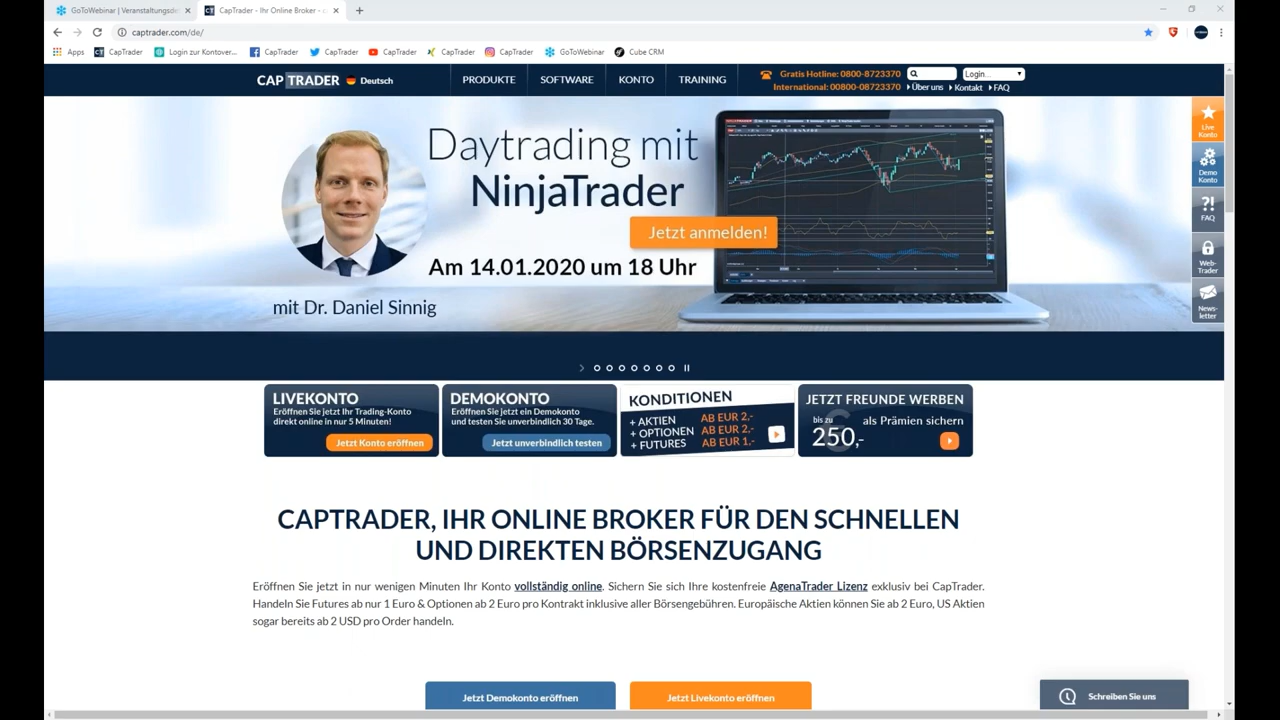 GoToWebinar | Veranstaltungsde
CapTrader - Ihr Online Broker -
captrader.com/de/
Apps CapTrader Login zur Kontover... CapTrader CapTrader CapTrader CapTrader CapTrader GoToWebinar Cube CRM
CAP TRADER Deutsch PRODUKTE SOFTWARE KONTO TRAINING
Gratis Hotline: 0800-8723370 Login...
International: 00800-08723370 Über uns Kontakt FAQ
Daytrading mit
NinjaTrader
Jetzt anmelden!
Am 14.01.2020 um 18 Uhr
mit Dr. Daniel Sinnig
Live
Konto
Demo
Konto
?!
FAQ
Web-
Trader
News-
letter
LIVEKONTO
Eröffnen Sie jetzt Ihr Trading-Konto
direkt online in nur 5 Minuten!
Jetzt Konto eröffnen
DEMOKONTO
Eröffnen Sie jetzt ein Demokonto
und testen Sie unverbindlich 30 Tage.
Jetzt unverbindlich testen
KONDITIONEN
+ AKTIEN AB EUR 2,-
+ OPTIONEN AB EUR 2,-
+ FUTURES AB EUR 1,-
JETZT FREUNDE WERBEN
bis zu
250,- als Prämien sichern
€
CAPTRADER, IHR ONLINE BROKER FÜR DEN SCHNELLEN
UND DIREKTEN BÖRSENZUGANG
Eröffnen Sie jetzt in nur wenigen Minuten Ihr Konto vollständig online. Sichern Sie sich Ihre kostenfreie AgenaTrader Lizenz exklusiv bei CapTrader.
Handeln Sie Futures ab nur 1 Euro & Optionen ab 2 Euro pro Kontrakt inklusive aller Börsengebühren. Europäische Aktien können Sie ab 2 Euro, US Aktien
sogar bereits ab 2 USD pro Order handeln.
Jetzt Demokonto eröffnen
Jetzt Livekonto eröffnen
Schreiben Sie uns